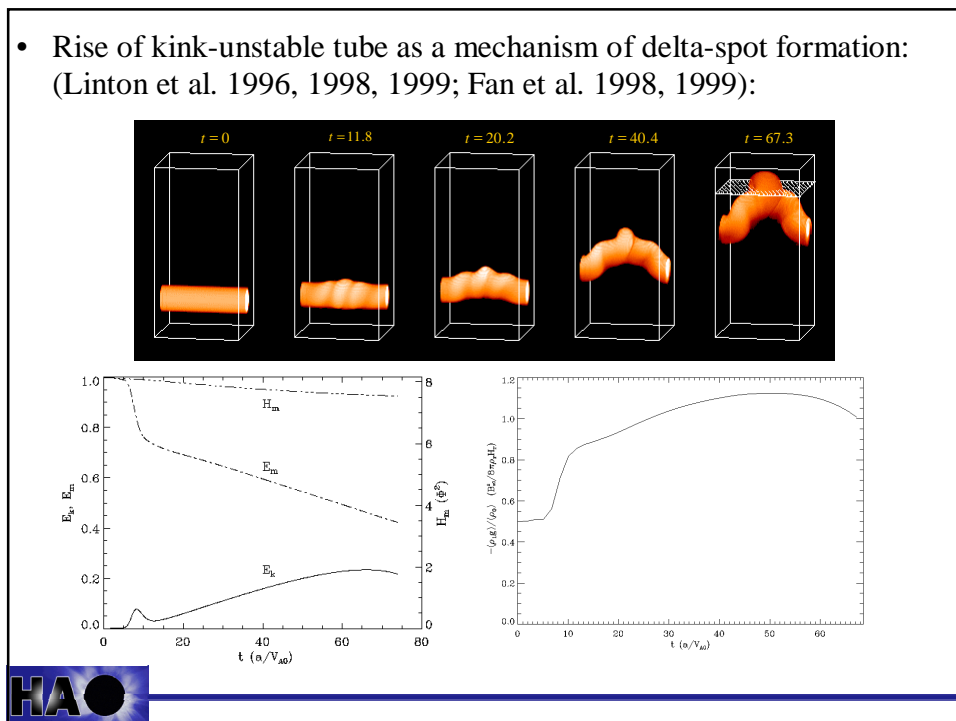 • Rise of kink-unstable tube as a mechanism of delta-spot formation:
(Linton et al. 1996, 1998, 1999; Fan et al. 1998, 1999):
t = 0
t =11.8
t = 20.2
t = 40.4
t = 67.3
1.0
0.8
0.6
0.4
0.2
0.0
E_k, E_m
H_m
E_m
E_k
8
6
4
2
0
H_m (Φ²)
0 20 40 60 80
t (a/V_A0)
1.2
1.0
0.8
0.6
0.4
0.2
0.0
0 10 20 30 40 50 60
t (a/V_A0)
HAO